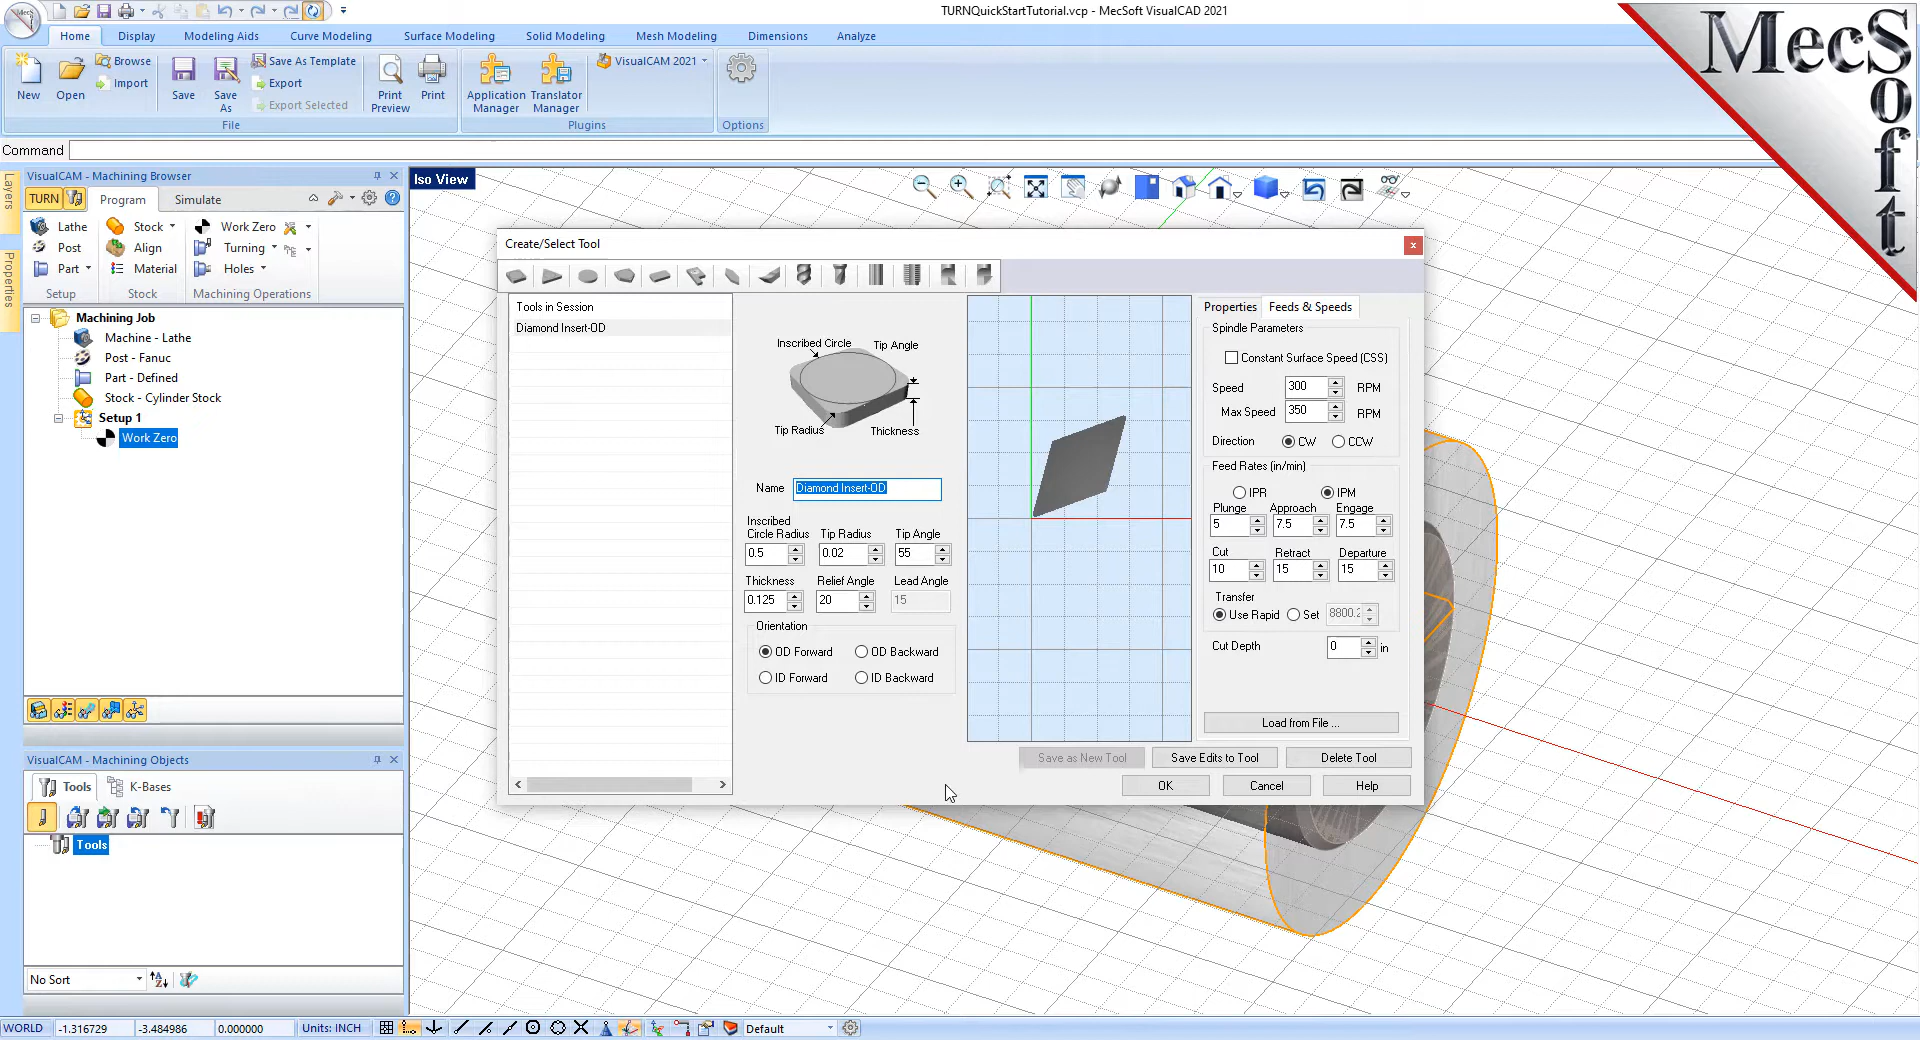 TURNQuickStartTutorial.vcp - MecSoft VisualCAD 2021
MecSoft
Home Display Modeling Aids Curve Modeling Surface Modeling Solid Modeling Mesh Modeling Dimensions Analyze
New
Open
Browse
Import
Save
Save As
Save As Template
Export
Export Selected
Print Preview
Print
File
Application Manager
Translator Manager
VisualCAM 2021
Plugins
Options
Command
Layers
Properties
VisualCAM - Machining Browser
TURN Program Simulate
Lathe Stock Work Zero
Post Align Turning
Part Material Holes
Setup Stock Machining Operations
Machining Job
Machine - Lathe
Post - Fanuc
Part - Defined
Stock - Cylinder Stock
Setup 1
Work Zero
VisualCAM - Machining Objects
Tools K-Bases
Tools
No Sort
Iso View
Create/Select Tool
Tools in Session
Diamond Insert-OD
Inscribed Circle Tip Angle
Tip Radius Thickness
Name Diamond Insert-OD
Inscribed
Circle Radius Tip Radius Tip Angle
0.5 0.02 55
Thickness Relief Angle Lead Angle
0.125 20 15
Orientation
OD Forward OD Backward
ID Forward ID Backward
Properties Feeds & Speeds
Spindle Parameters
Constant Surface Speed (CSS)
Speed 300 RPM
Max Speed 350 RPM
Direction CW CCW
Feed Rates (in/min)
IPR IPM
Plunge Approach Engage
5 7.5 7.5
Cut Retract Departure
10 15 15
Transfer
Use Rapid Set 8800.
Cut Depth 0 in
Load from File ...
Save as New Tool Save Edits to Tool Delete Tool
OK Cancel Help
WORLD -1.316729 -3.484986 0.000000 Units: INCH Default